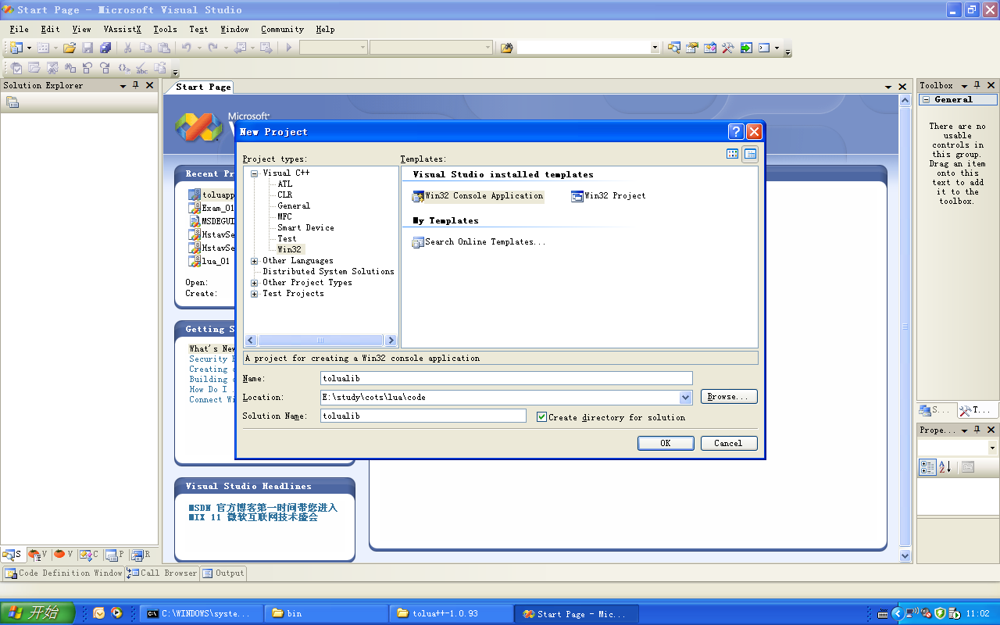 Start Page - Microsoft Visual Studio
File Edit View VAssistX Tools Test Window Community Help
Solution Explorer
Start Page
Toolbox
General
There are no
usable
controls in
this group.
Drag an item
onto this
text to add
it to the
toolbox.
Microsoft
Recent Pr
toluapp
Exam_01
MSDEGUI
HstavSe
HstavSe
lua_01
Open:
Create:
Getting S
What's New
Security
Creating
Building
How Do I
Connect Wi
Visual Studio Headlines
MSDN 官方博客第一时间带您进入
MIX 11 微软互联网技术盛会
New Project
Project types:
Visual C++
ATL
CLR
General
MFC
Smart Device
Test
Win32
Other Languages
Distributed System Solutions
Other Project Types
Test Projects
Templates:
Visual Studio installed templates
Win32 Console Application
Win32 Project
My Templates
Search Online Templates...
A project for creating a Win32 console application
Name: tolualib
Location: E:\study\cots\lua\code Browse...
Solution Name: tolualib Create directory for solution
OK Cancel
S... T...
Prope...
S V V C P R
Code Definition Window Call Browser Output
开始 C:\WINDOWS\syste... bin tolua++-1.0.93 Start Page - Mic... 11:02